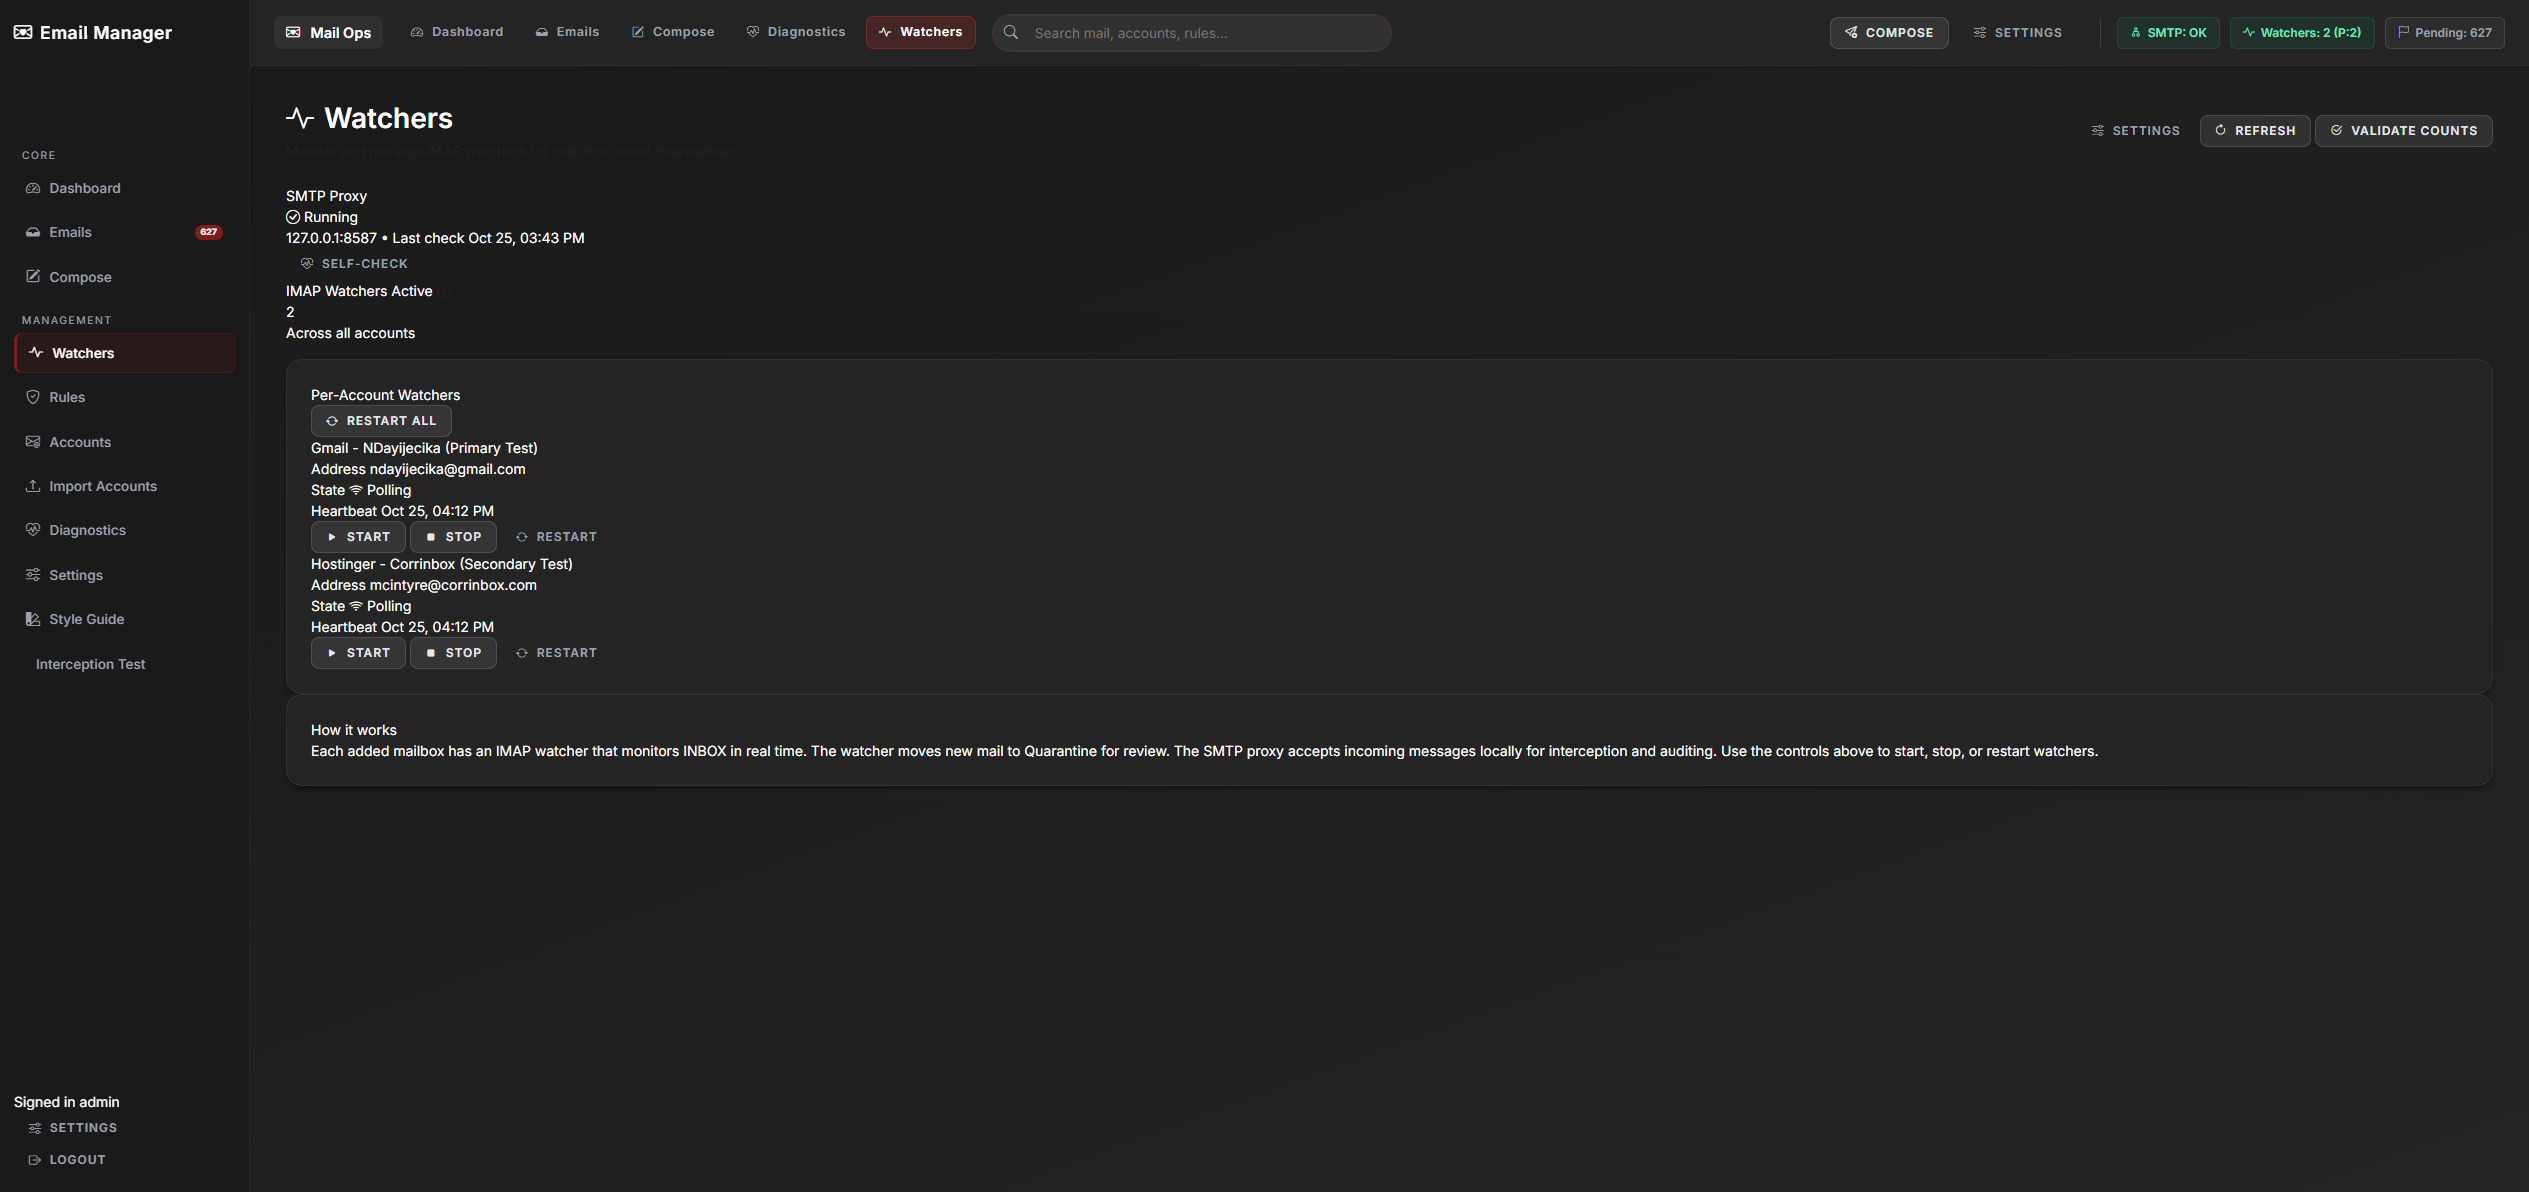 Email Manager
Mail Ops
Dashboard
Emails
Compose
Diagnostics
Watchers
Search mail, accounts, rules...
COMPOSE
SETTINGS
SMTP: OK
Watchers: 2 (P:2)
Pending: 627
CORE
Dashboard
Emails
627
Compose
MANAGEMENT
Watchers
Rules
Accounts
Import Accounts
Diagnostics
Settings
Style Guide
Interception Test
Signed in admin
SETTINGS
LOGOUT
Watchers
Monitor and manage IMAP watchers for real-time email interception
SETTINGS
REFRESH
VALIDATE COUNTS
SMTP Proxy
Running
127.0.0.1:8587 • Last check Oct 25, 03:43 PM
SELF-CHECK
IMAP Watchers Active
2
Across all accounts
Per-Account Watchers
RESTART ALL
Gmail - NDayijecika (Primary Test)
Address ndayijecika@gmail.com
State Polling
Heartbeat Oct 25, 04:12 PM
START STOP RESTART
Hostinger - Corrinbox (Secondary Test)
Address mcintyre@corrinbox.com
State Polling
Heartbeat Oct 25, 04:12 PM
START STOP RESTART
How it works
Each added mailbox has an IMAP watcher that monitors INBOX in real time. The watcher moves new mail to Quarantine for review. The SMTP proxy accepts incoming messages locally for interception and auditing. Use the controls above to start, stop, or restart watchers.